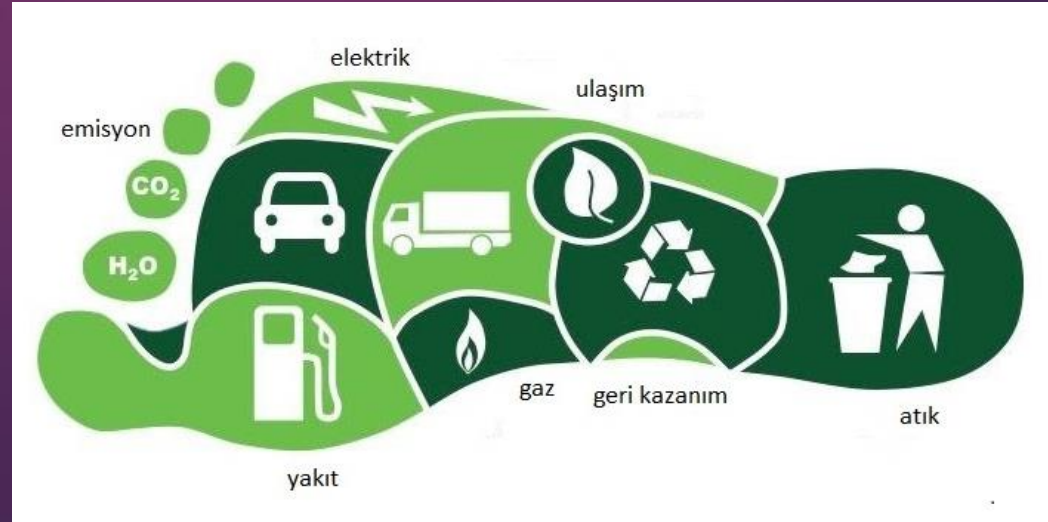 elektrik
ulaşım
emisyon
CO₂
H₂O
gaz
geri kazanım
atık
yakıt